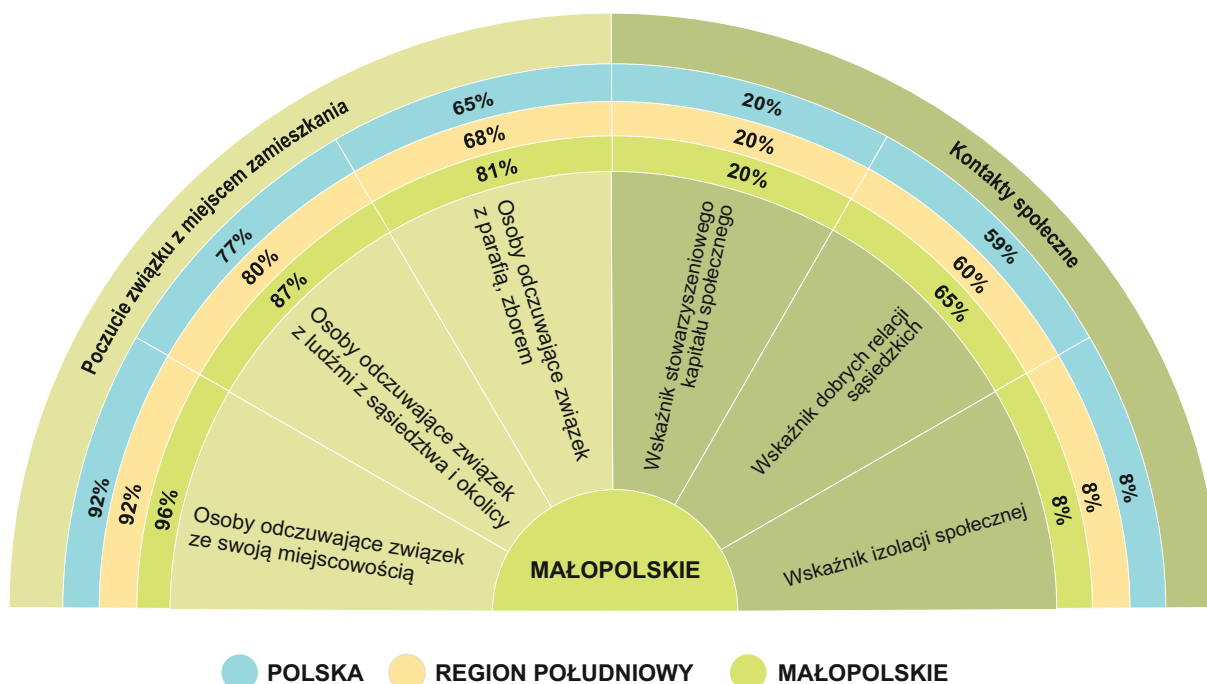 Poczucie związku z miejscem zamieszkania
Kontakty społeczne
92%
92%
96%
Osoby odczuwające związek
ze swoją miejscowością
77%
80%
87%
Osoby odczuwające związek
z ludźmi z sąsiedztwa i okolicy
65%
68%
81%
Osoby odczuwające związek
z parafią, zborem
20%
20%
20%
Wskaźnik stowarzyszeniowego
kapitału społecznego
59%
60%
65%
Wskaźnik dobrych relacji
sąsiedzkich
8%
8%
8%
Wskaźnik izolacji społecznej
MAŁOPOLSKIE
POLSKA
REGION POŁUDNIOWY
MAŁOPOLSKIE